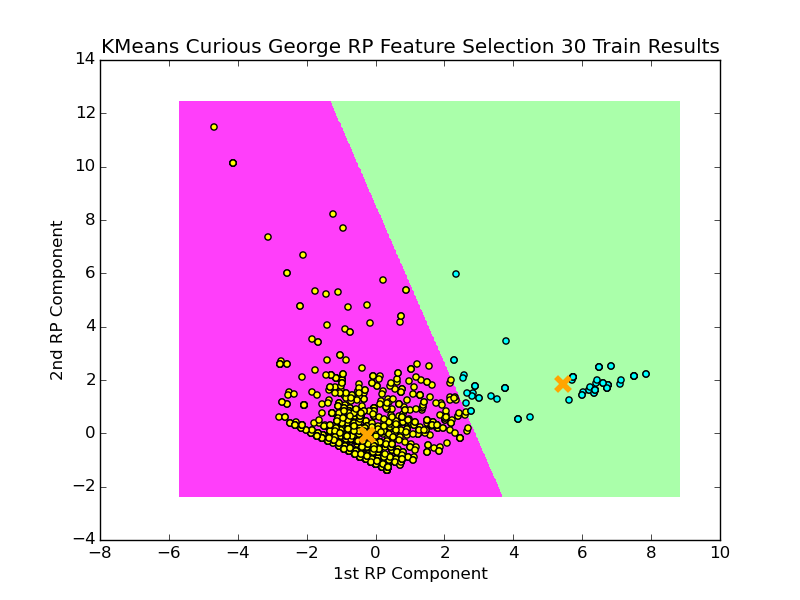 KMeans Curious George RP Feature Selection 30 Train Results
14
12
10
8
6
4
2
0
−2
−4
2nd RP Component
−8 −6 −4 −2 0 2 4 6 8 10
1st RP Component